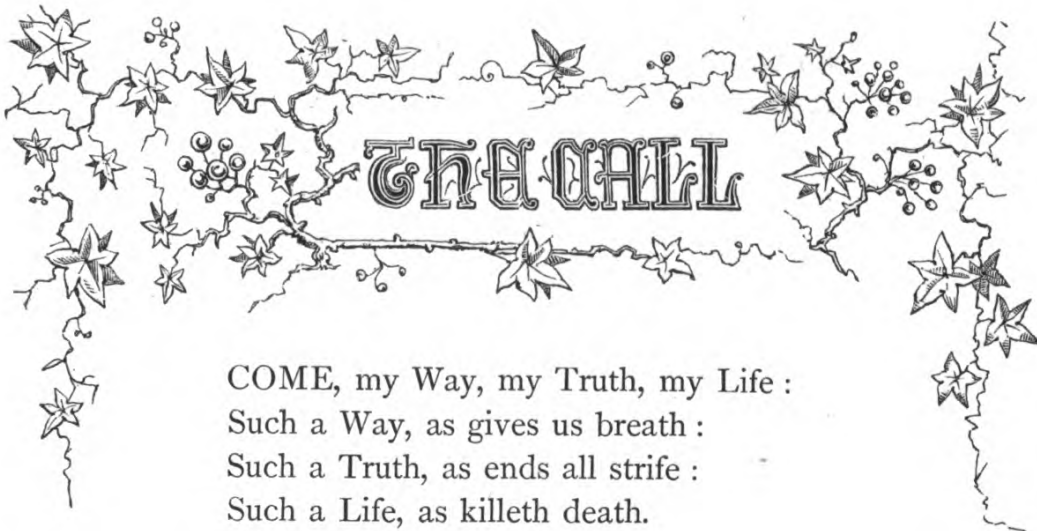 THE CALL
COME, my Way, my Truth, my Life :
Such a Way, as gives us breath :
Such a Truth, as ends all strife :
Such a Life, as killeth death.